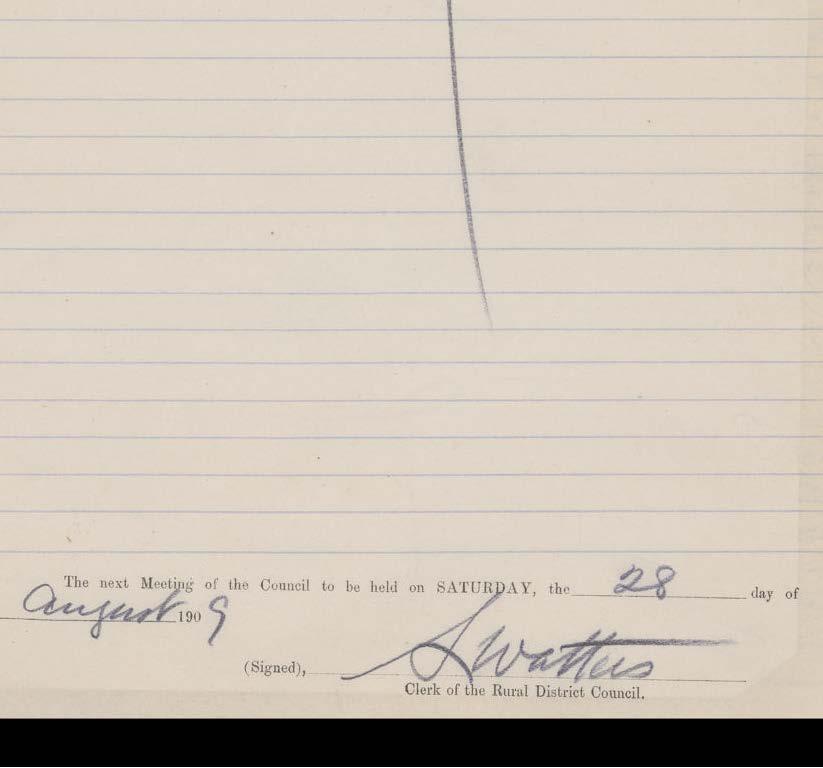 The next Meeting of the Council to be held on SATURDAY, the 28 day of
August 1909
(Signed), S Watters
Clerk of the Rural District Council.